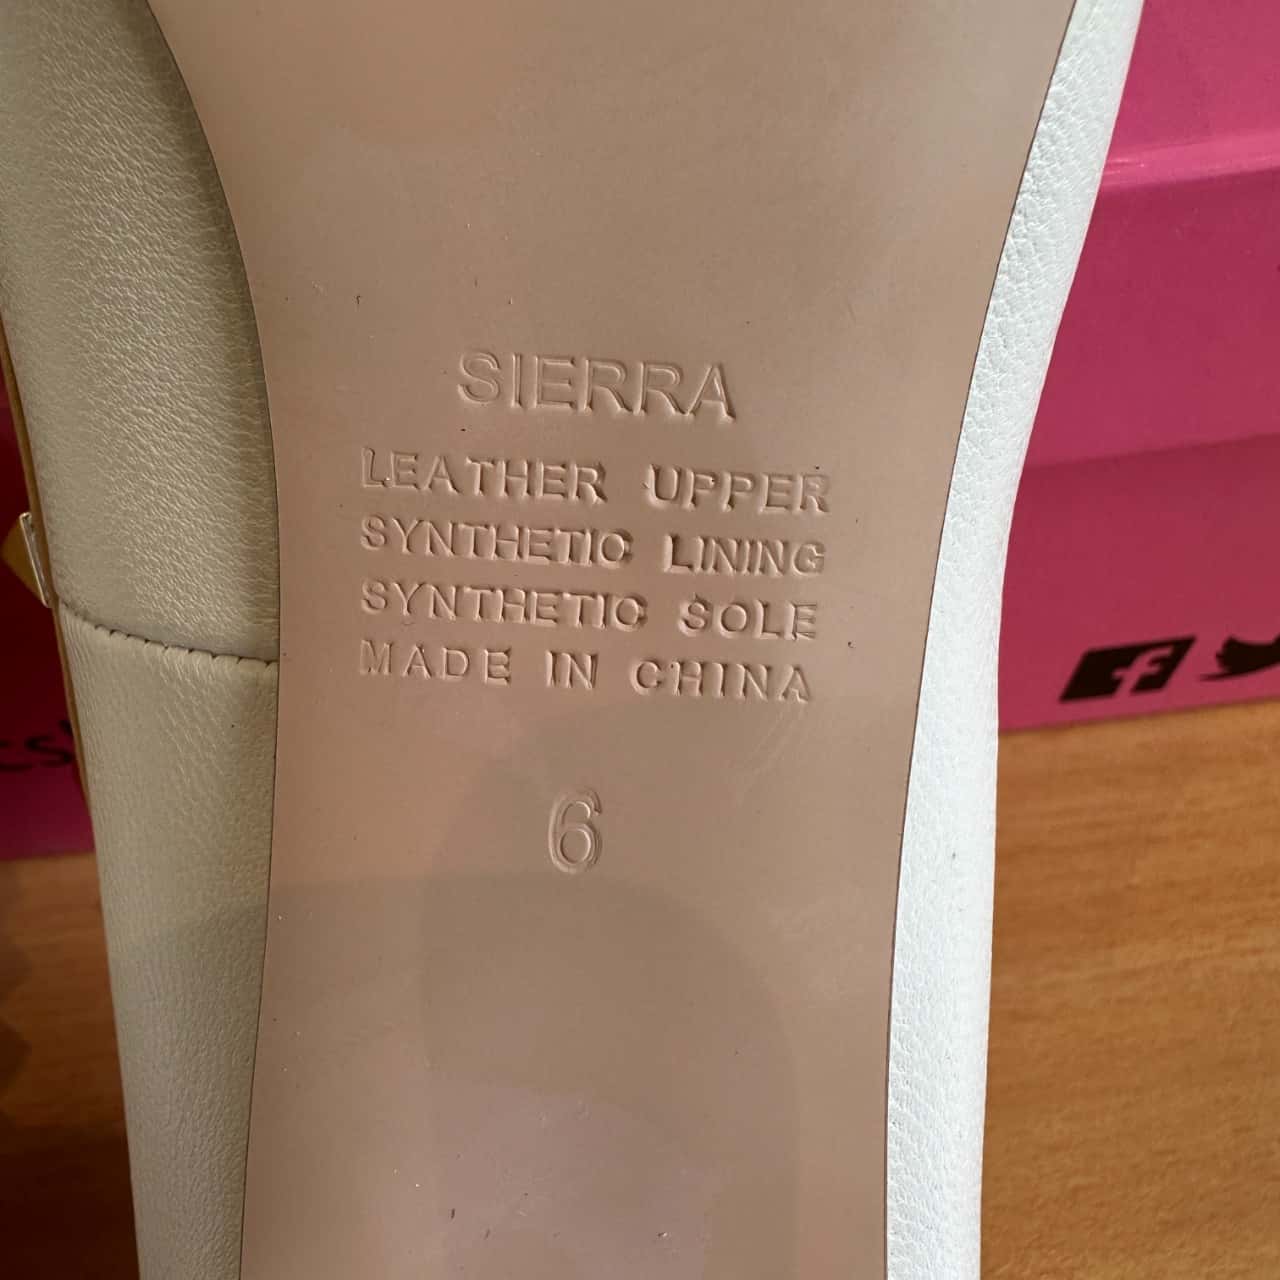 SIERRA
LEATHER UPPER
SYNTHETIC LINING
SYNTHETIC SOLE
MADE IN CHINA
6